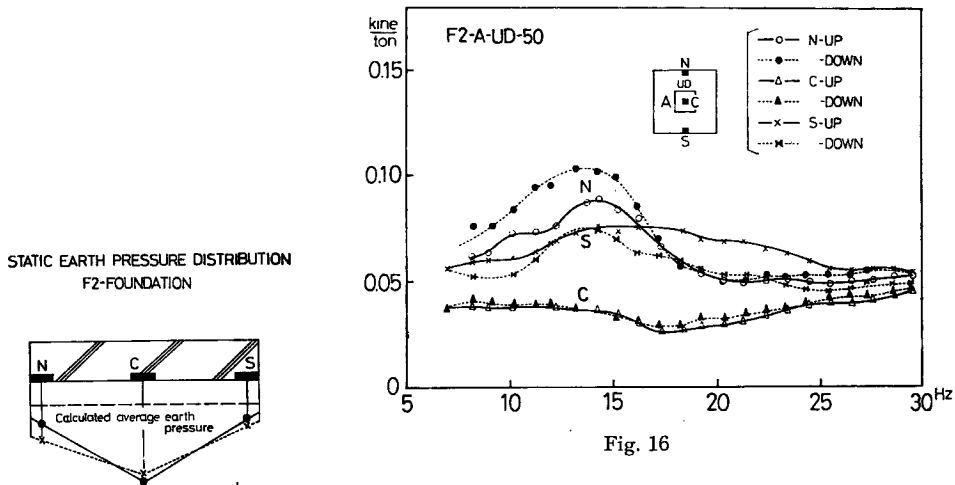 STATIC EARTH PRESSURE DISTRIBUTION
F2-FOUNDATION
N C S
Calculated average earth
pressure
kine
ton
F2-A-UD-50
N-UP
-DOWN
C-UP
-DOWN
S-UP
-DOWN
N
UD
A C
S
0.15
0.10
0.05
0
N
S
C
5 10 15 20 25 30 Hz
Fig. 16